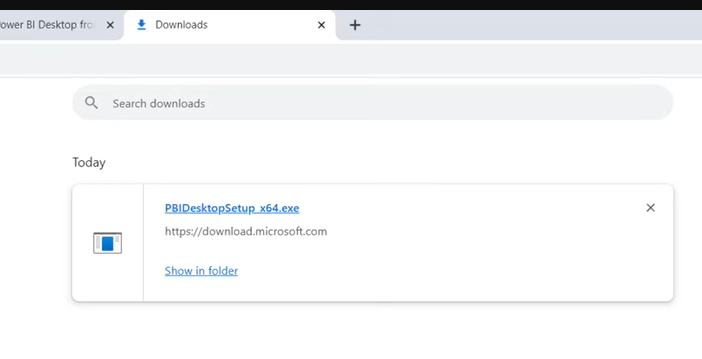 ower BI Desktop fro
Downloads
Search downloads
Today
PBIDesktopSetup_x64.exe
https://download.microsoft.com
Show in folder